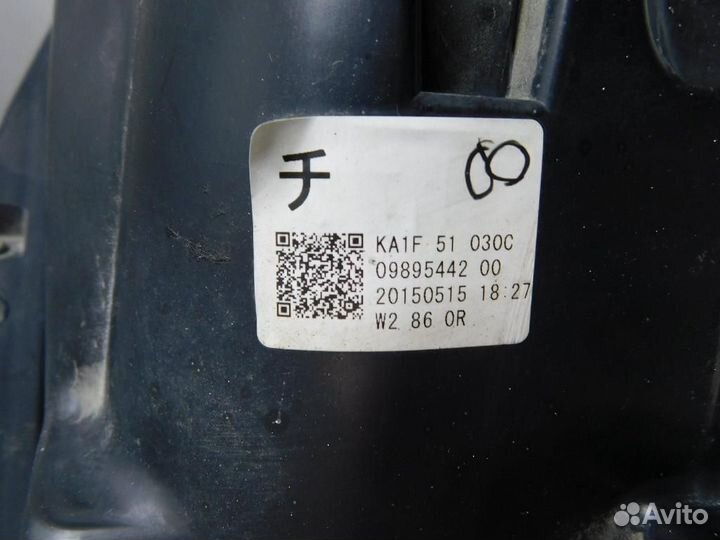 チ
KA1F 51 030C
09895442 00
20150515 18:27
W2 86 0R
Avito